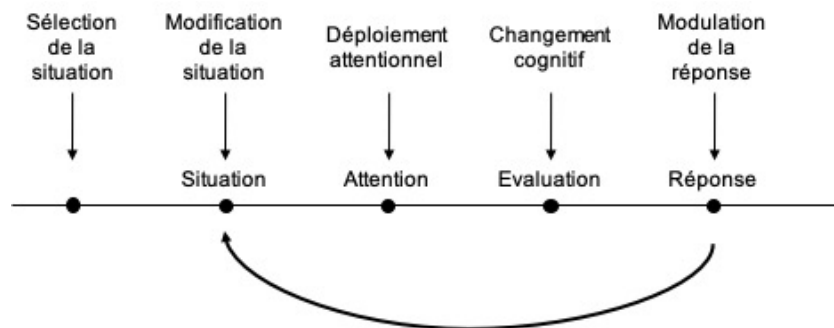 Sélection
de la
situation
Modification
de la
situation
Déploiement
attentionnel
Changement
cognitif
Modulation
de la
réponse
Situation
Attention
Evaluation
Réponse